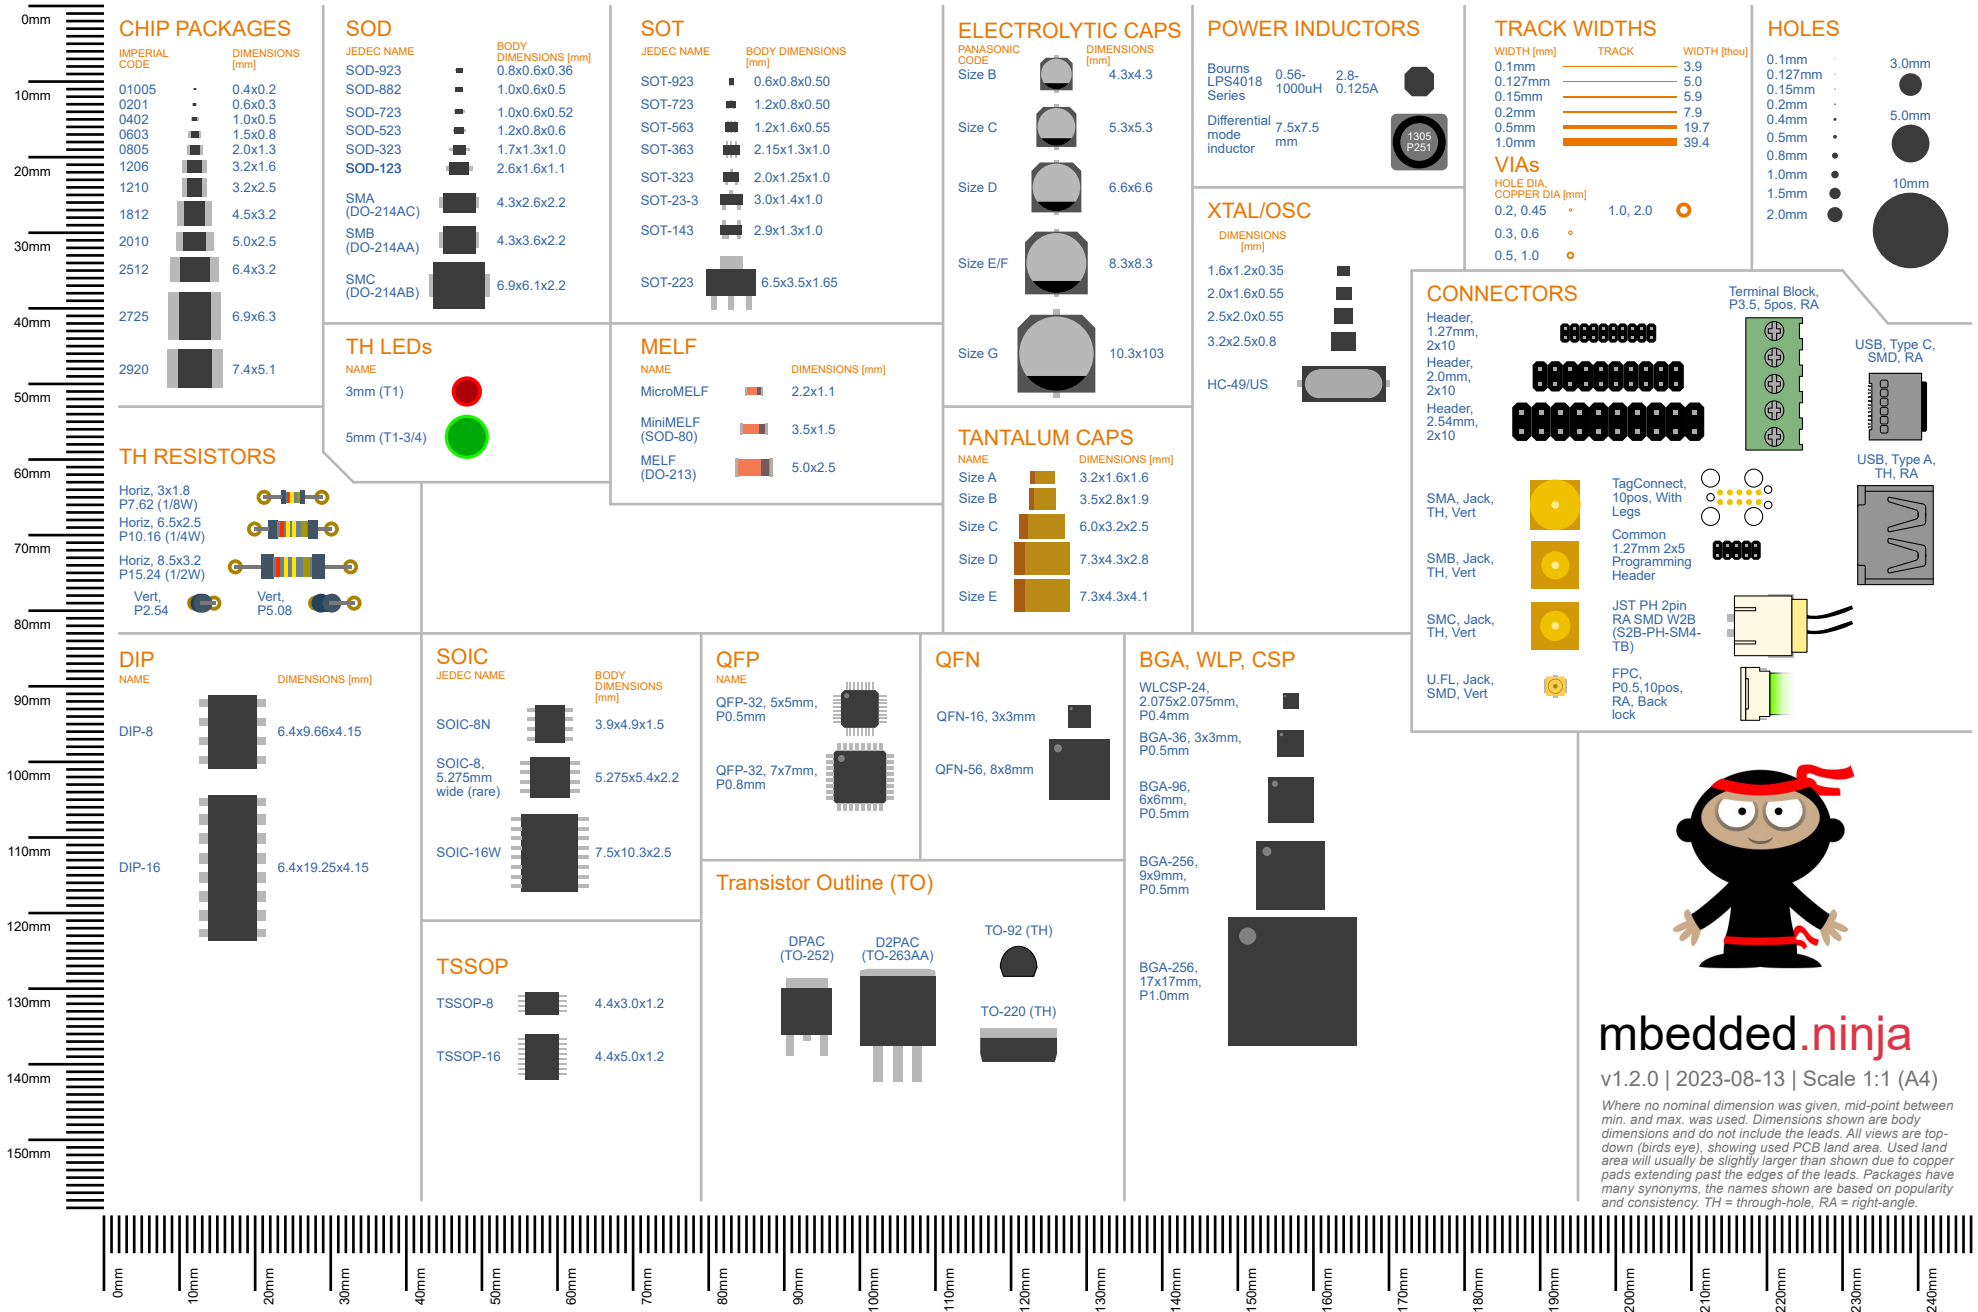 0mm
10mm
20mm
30mm
40mm
50mm
60mm
70mm
80mm
90mm
100mm
110mm
120mm
130mm
140mm
150mm
CHIP PACKAGES
IMPERIAL
CODE
DIMENSIONS
[mm]
01005 0.4x0.2
0201 0.6x0.3
0402 1.0x0.5
0603 1.5x0.8
0805 2.0x1.3
1206 3.2x1.6
1210 3.2x2.5
1812 4.5x3.2
2010 5.0x2.5
2512 6.4x3.2
2725 6.9x6.3
2920 7.4x5.1
SOD
JEDEC NAME
BODY
DIMENSIONS [mm]
SOD-923 0.8x0.6x0.36
SOD-882 1.0x0.6x0.5
SOD-723 1.0x0.6x0.52
SOD-523 1.2x0.8x0.6
SOD-323 1.7x1.3x1.0
SOD-123 2.6x1.6x1.1
SMA
(DO-214AC)
4.3x2.6x2.2
SMB
(DO-214AA)
4.3x3.6x2.2
SMC
(DO-214AB)
6.9x6.1x2.2
SOT
JEDEC NAME
BODY DIMENSIONS
[mm]
SOT-923 0.6x0.8x0.50
SOT-723 1.2x0.8x0.50
SOT-563 1.2x1.6x0.55
SOT-363 2.15x1.3x1.0
SOT-323 2.0x1.25x1.0
SOT-23-3 3.0x1.4x1.0
SOT-143 2.9x1.3x1.0
SOT-223 6.5x3.5x1.65
ELECTROLYTIC CAPS
PANASONIC
CODE
DIMENSIONS
[mm]
Size B 4.3x4.3
Size C 5.3x5.3
Size D 6.6x6.6
Size E/F 8.3x8.3
Size G 10.3x103
POWER INDUCTORS
Bourns
LPS4018
Series
0.56-
1000uH
2.8-
0.125A
Differential
mode
inductor
7.5x7.5
mm
1305
P251
TRACK WIDTHS
WIDTH [mm] TRACK WIDTH [thou]
0.1mm 3.9
0.127mm 5.0
0.15mm 5.9
0.2mm 7.9
0.5mm 19.7
1.0mm 39.4
VIAs
HOLE DIA,
COPPER DIA [mm]
0.2, 0.45 1.0, 2.0
0.3, 0.6
0.5, 1.0
HOLES
0.1mm
0.127mm
0.15mm
0.2mm
0.4mm
0.5mm
0.8mm
1.0mm
1.5mm
2.0mm
3.0mm
5.0mm
10mm
XTAL/OSC
DIMENSIONS
[mm]
1.6x1.2x0.35
2.0x1.6x0.55
2.5x2.0x0.55
3.2x2.5x0.8
HC-49/US
TH LEDs
NAME
3mm (T1)
5mm (T1-3/4)
MELF
NAME DIMENSIONS [mm]
MicroMELF 2.2x1.1
MiniMELF
(SOD-80)
3.5x1.5
MELF
(DO-213)
5.0x2.5
TANTALUM CAPS
NAME DIMENSIONS [mm]
Size A 3.2x1.6x1.6
Size B 3.5x2.8x1.9
Size C 6.0x3.2x2.5
Size D 7.3x4.3x2.8
Size E 7.3x4.3x4.1
CONNECTORS
Header,
1.27mm,
2x10
Header,
2.0mm,
2x10
Header,
2.54mm,
2x10
Terminal Block,
P3.5, 5pos, RA
USB, Type C,
SMD, RA
USB, Type A,
TH, RA
SMA, Jack,
TH, Vert
SMB, Jack,
TH, Vert
SMC, Jack,
TH, Vert
U.FL, Jack,
SMD, Vert
TagConnect,
10pos, With
Legs
Common
1.27mm 2x5
Programming
Header
JST PH 2pin
RA SMD W2B
(S2B-PH-SM4-
TB)
FPC,
P0.5,10pos,
RA, Back
lock
TH RESISTORS
Horiz, 3x1.8
P7.62 (1/8W)
Horiz, 6.5x2.5
P10.16 (1/4W)
Horiz, 8.5x3.2
P15.24 (1/2W)
Vert,
P2.54
Vert,
P5.08
DIP
NAME DIMENSIONS [mm]
DIP-8 6.4x9.66x4.15
DIP-16 6.4x19.25x4.15
SOIC
JEDEC NAME
BODY
DIMENSIONS
[mm]
SOIC-8N 3.9x4.9x1.5
SOIC-8,
5.275mm
wide (rare)
5.275x5.4x2.2
SOIC-16W 7.5x10.3x2.5
TSSOP
TSSOP-8 4.4x3.0x1.2
TSSOP-16 4.4x5.0x1.2
QFP
NAME
QFP-32, 5x5mm,
P0.5mm
QFP-32, 7x7mm,
P0.8mm
QFN
QFN-16, 3x3mm
QFN-56, 8x8mm
BGA, WLP, CSP
WLCSP-24,
2.075x2.075mm,
P0.4mm
BGA-36, 3x3mm,
P0.5mm
BGA-96,
6x6mm,
P0.5mm
BGA-256,
9x9mm,
P0.5mm
BGA-256,
17x17mm,
P1.0mm
Transistor Outline (TO)
DPAC
(TO-252)
D2PAC
(TO-263AA)
TO-92 (TH)
TO-220 (TH)
mbedded.ninja
v1.2.0 | 2023-08-13 | Scale 1:1 (A4)
Where no nominal dimension was given, mid-point between
min. and max. was used. Dimensions shown are body
dimensions and do not include the leads. All views are top-
down (birds eye), showing used PCB land area. Used land
area will usually be slightly larger than shown due to copper
pads extending past the edges of the leads. Packages have
many synonyms, the names shown are based on popularity
and consistency. TH = through-hole, RA = right-angle.
0mm
10mm
20mm
30mm
40mm
50mm
60mm
70mm
80mm
90mm
100mm
110mm
120mm
130mm
140mm
150mm
160mm
170mm
180mm
190mm
200mm
210mm
220mm
230mm
240mm